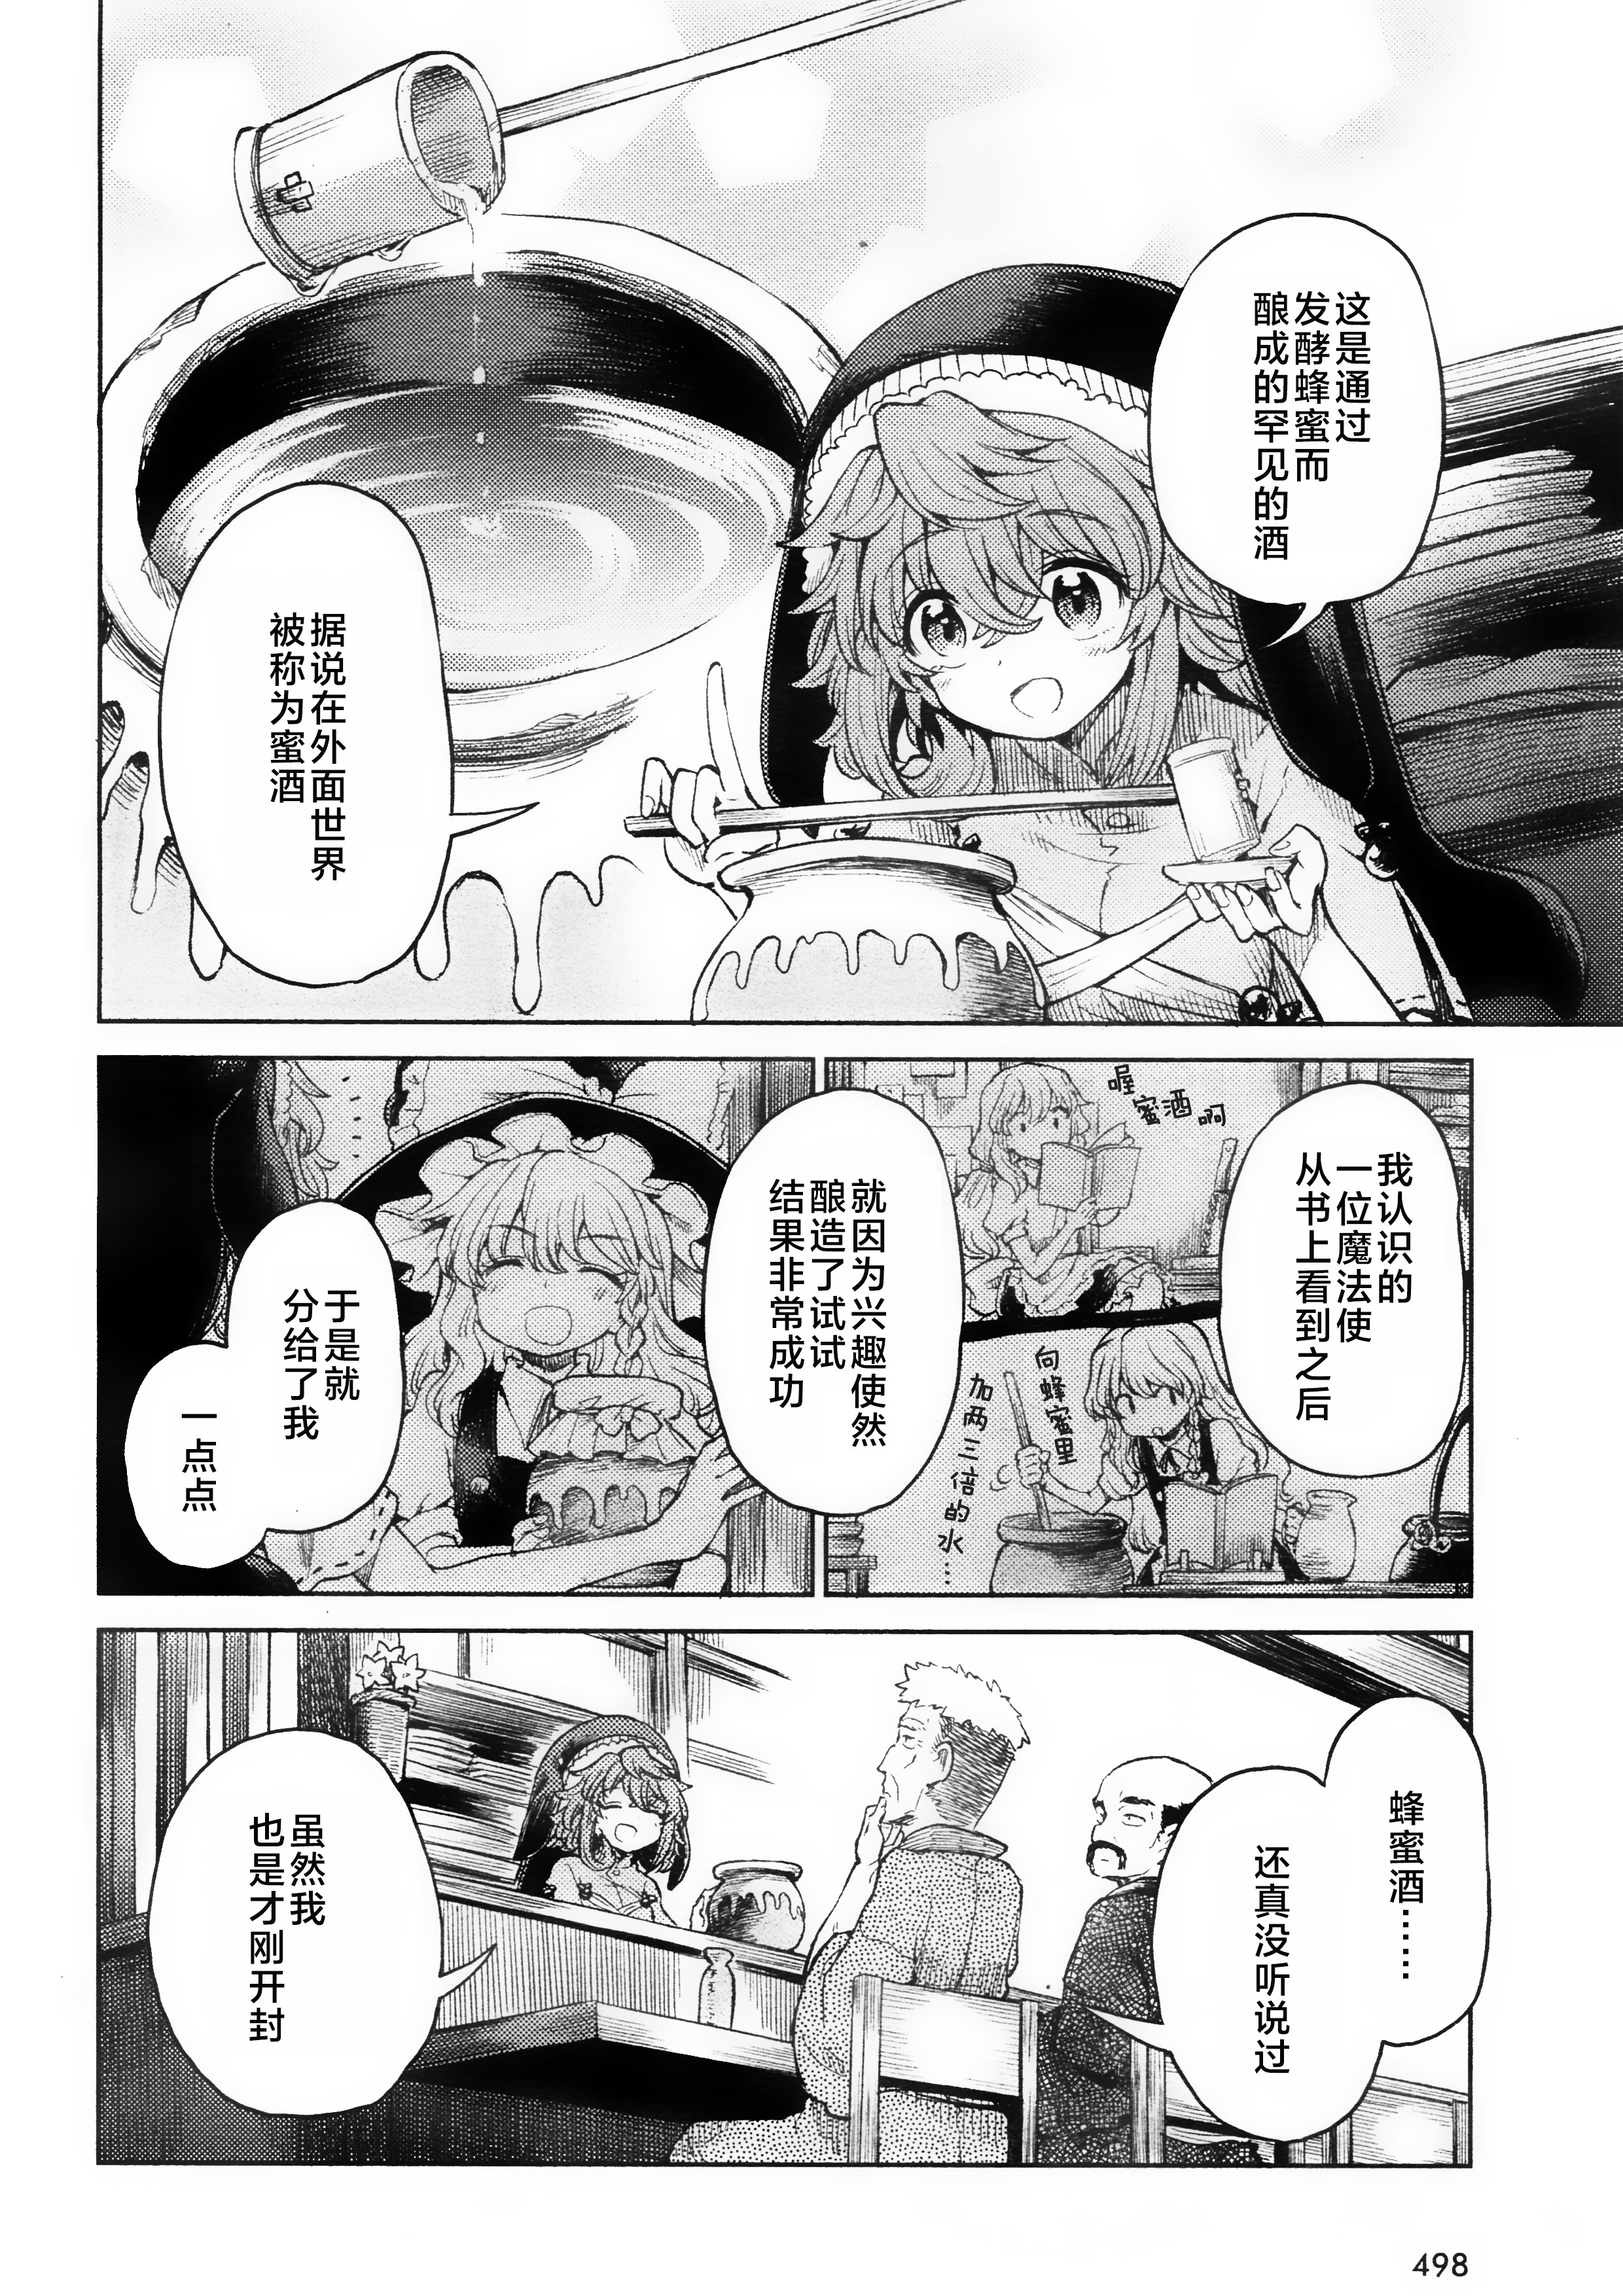 这是通过
发酵蜂蜜而
酿成的罕见的酒
据说在外面世界
被称为蜜酒
我认识的
一位魔法使
从书上看到之后
喔
蜜酒
啊
向蜂蜜里
加两三倍的水…
就因为兴趣使然
酿造了试试
结果非常成功
于是就
分给了我
一点点
蜂蜜酒……
还真没听说过
虽然我
也是才刚开封
498